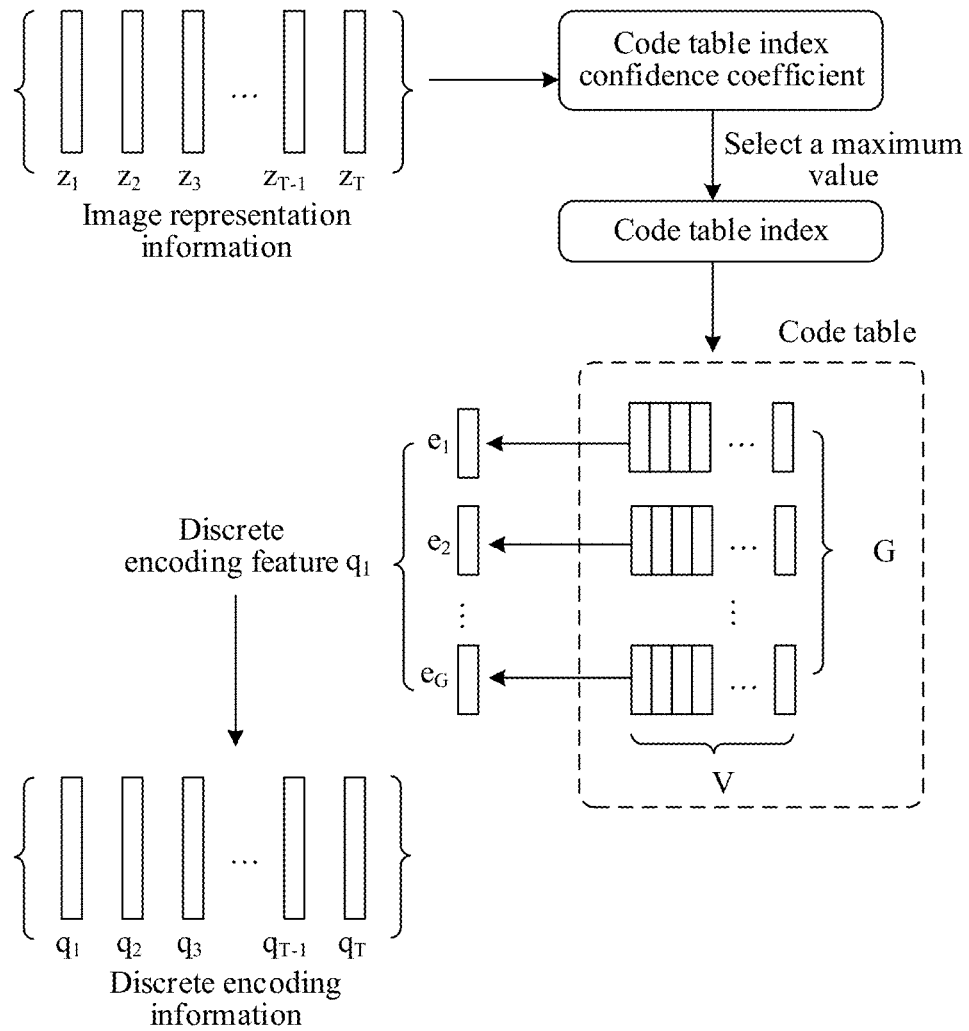 z1 z2 z3 ... zT-1 zT
Image representation
information
Code table index
confidence coefficient
Select a maximum
value
Code table index
Code table
e1
...
e2
...
G
⋮
⋮
eG
...
V
Discrete
encoding feature q1
...
q1 q2 q3 qT-1 qT
Discrete encoding
information